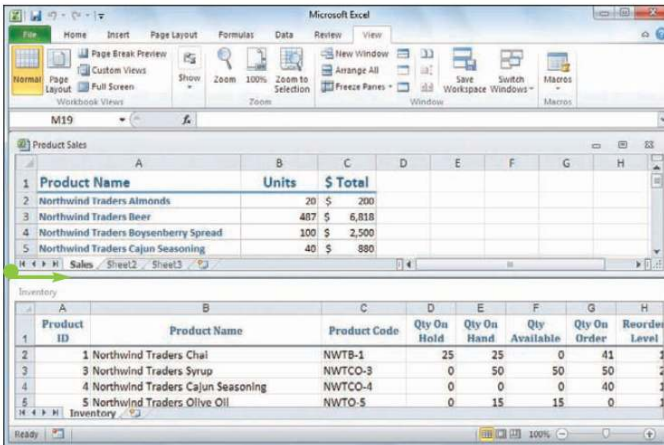 Microsoft Excel
File Home Insert Page Layout Formulas Data Review View
Normal
Page Layout
Page Break Preview
Custom Views
Full Screen
Workbook Views
Show
Zoom
100%
Zoom to Selection
Zoom
New Window
Arrange All
Freeze Panes
Save Workspace
Switch Windows
Window
Macros
Macros
M19 fx
Product Sales
A B C D E F G H
1 Product Name Units $ Total
2 Northwind Traders Almonds 20 $ 200
3 Northwind Traders Beer 487 $ 6,818
4 Northwind Traders Boysenberry Spread 100 $ 2,500
5 Northwind Traders Cajun Seasoning 40 $ 880
Sales Sheet2 Sheet3
Inventory
A B C D E F G H
1 Product ID Product Name Product Code Qty On Hold Qty On Hand Qty Available Qty On Order Reorder Level
2 1 Northwind Traders Chai NWTB-1 25 25 0 41
3 3 Northwind Traders Syrup NWTCO-3 0 50 50 50
4 4 Northwind Traders Cajun Seasoning NWTCO-4 0 0 0 40
5 5 Northwind Traders Olive Oil NWTO-5 0 15 15 0
Inventory
Ready 100%